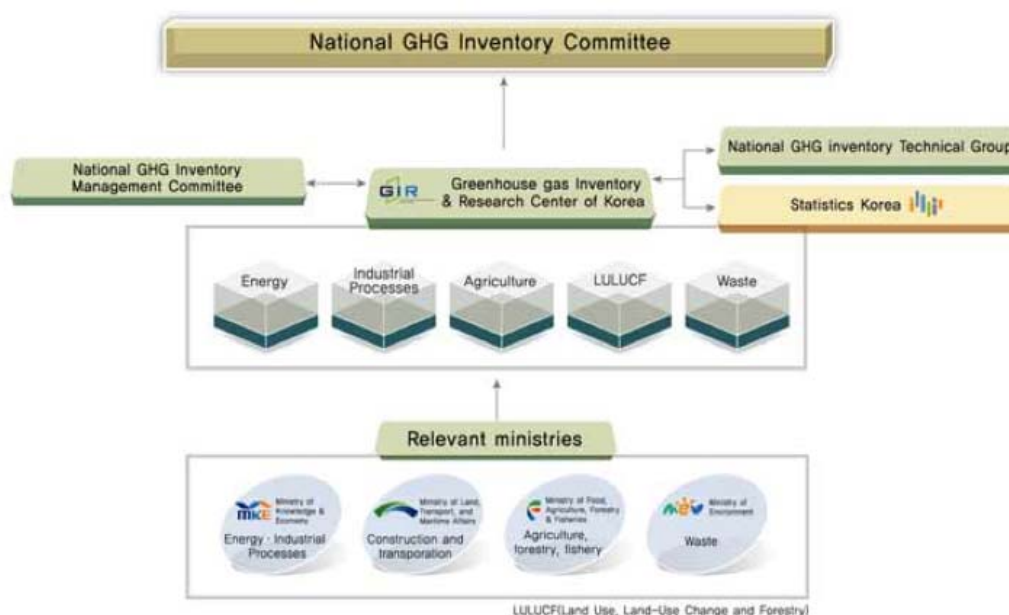 National GHG Inventory Committee
National GHG Inventory
Management Committee
GIR
Greenhouse gas Inventory
& Research Center of Korea
National GHG inventory Technical Group
Statistics Korea
Energy
Industrial
Processes
Agriculture
LULUCF
Waste
Relevant ministries
MKE
Ministry of
Knowledge &
Economy
Energy · Industrial
Processes
Ministry of Land,
Transport, and
Maritime Affairs
Construction and
transporation
Ministry of Food,
Agriculture, Forestry
& Fisheries
Agriculture,
forestry, fishery
mev
Ministry of
Environment
Waste
LULUCF(Land Use, Land-Use Change and Forestry)